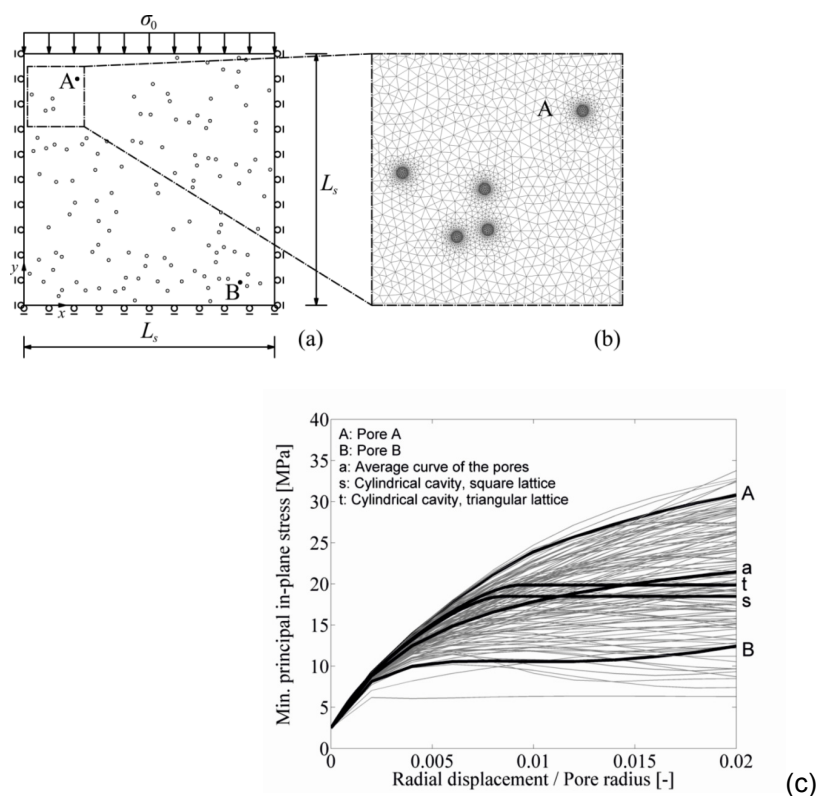 σ0
A
A
Ls
B
y
x
Ls
(a)
(b)
Min. principal in-plane stress [MPa]
40
35
30
25
20
15
10
5
0
A: Pore A
B: Pore B
a: Average curve of the pores
s: Cylindrical cavity, square lattice
t: Cylindrical cavity, triangular lattice
A
a
t
s
B
0
0.005
0.01
0.015
0.02
Radial displacement / Pore radius [-]
(c)